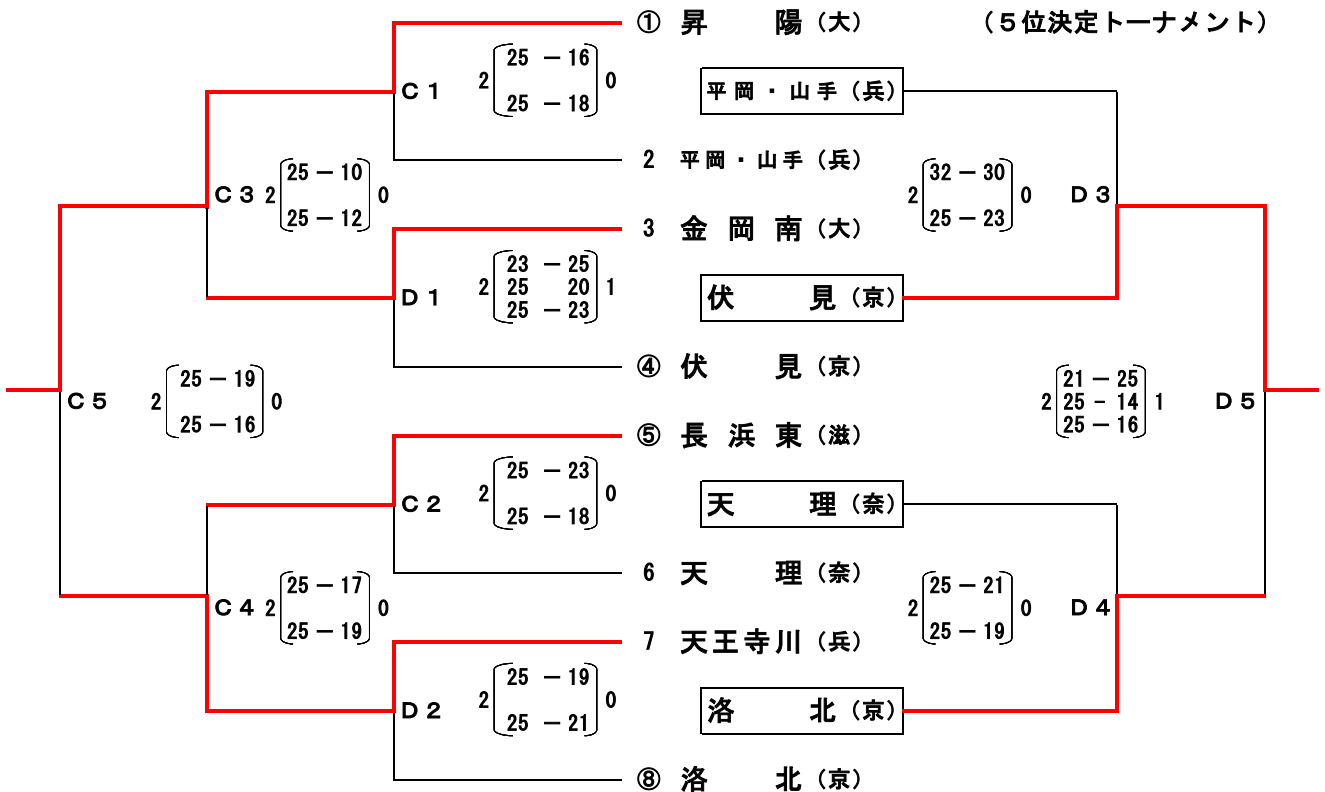 ① 昇 陽 （大） （５位決定トーナメント）
25 － 16
C１ 2 0 平岡・山手（兵）
25 － 18
2 平岡・山手（兵）
25 － 10 32 － 30
C３ 2 0 2 0 D３
25 － 12 25 － 23
3 金岡南（大）
23 － 25
D１ 2 25 20 1 伏 見（京）
25 － 23
④ 伏 見（京）
25 － 19 21 － 25
C５ 2 0 2 25 - 14 1 D５
25 － 16 25 － 16
⑤ 長浜東（滋）
25 － 23
C２ 2 0 天 理（奈）
25 － 18
6 天 理（奈）
25 － 17 25 － 21
C４ 2 0 2 0 D４
25 － 19 25 － 19
7 天王寺川（兵）
25 － 19
D２ 2 0 洛 北（京）
25 － 21
⑧ 洛 北（京）